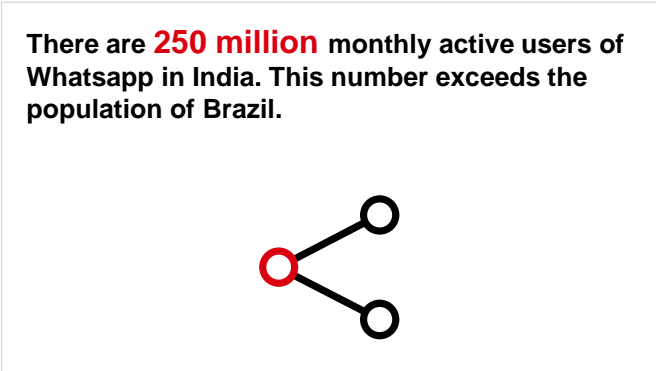 There are 250 million monthly active users of
Whatsapp in India. This number exceeds the
population of Brazil.